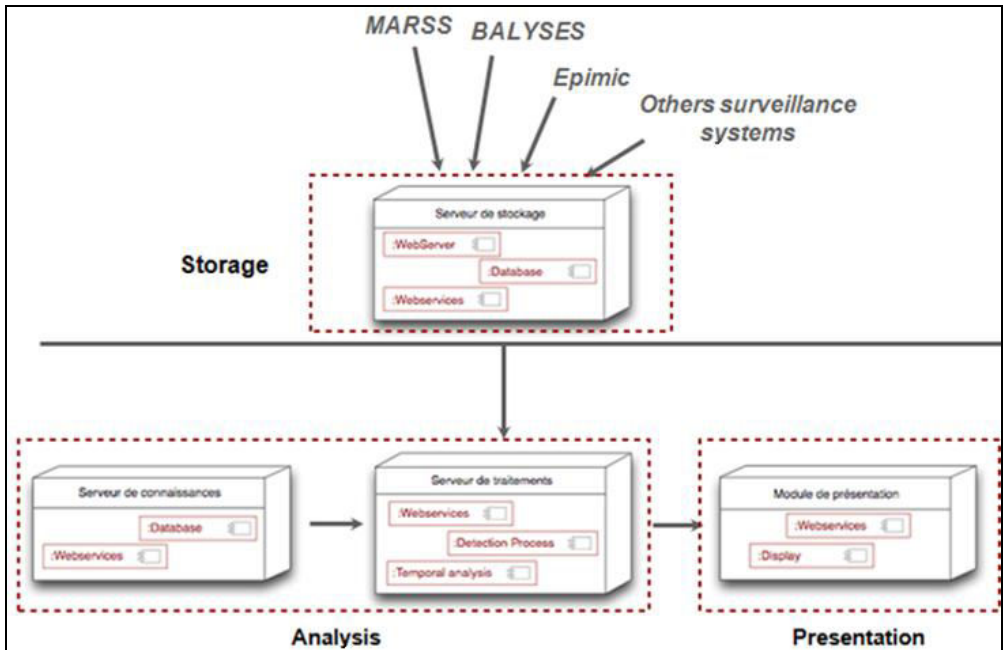 MARSS
BALYSES
Epimic
Others surveillance
systems
Serveur de stockage
:WebServer
:Database
:Webservices
Storage
Serveur de connaissances
:Database
:Webservices
Serveur de traitements
:Webservices
:Detection Process
:Temporal analysis
Module de présentation
:Webservices
:Display
Analysis
Presentation